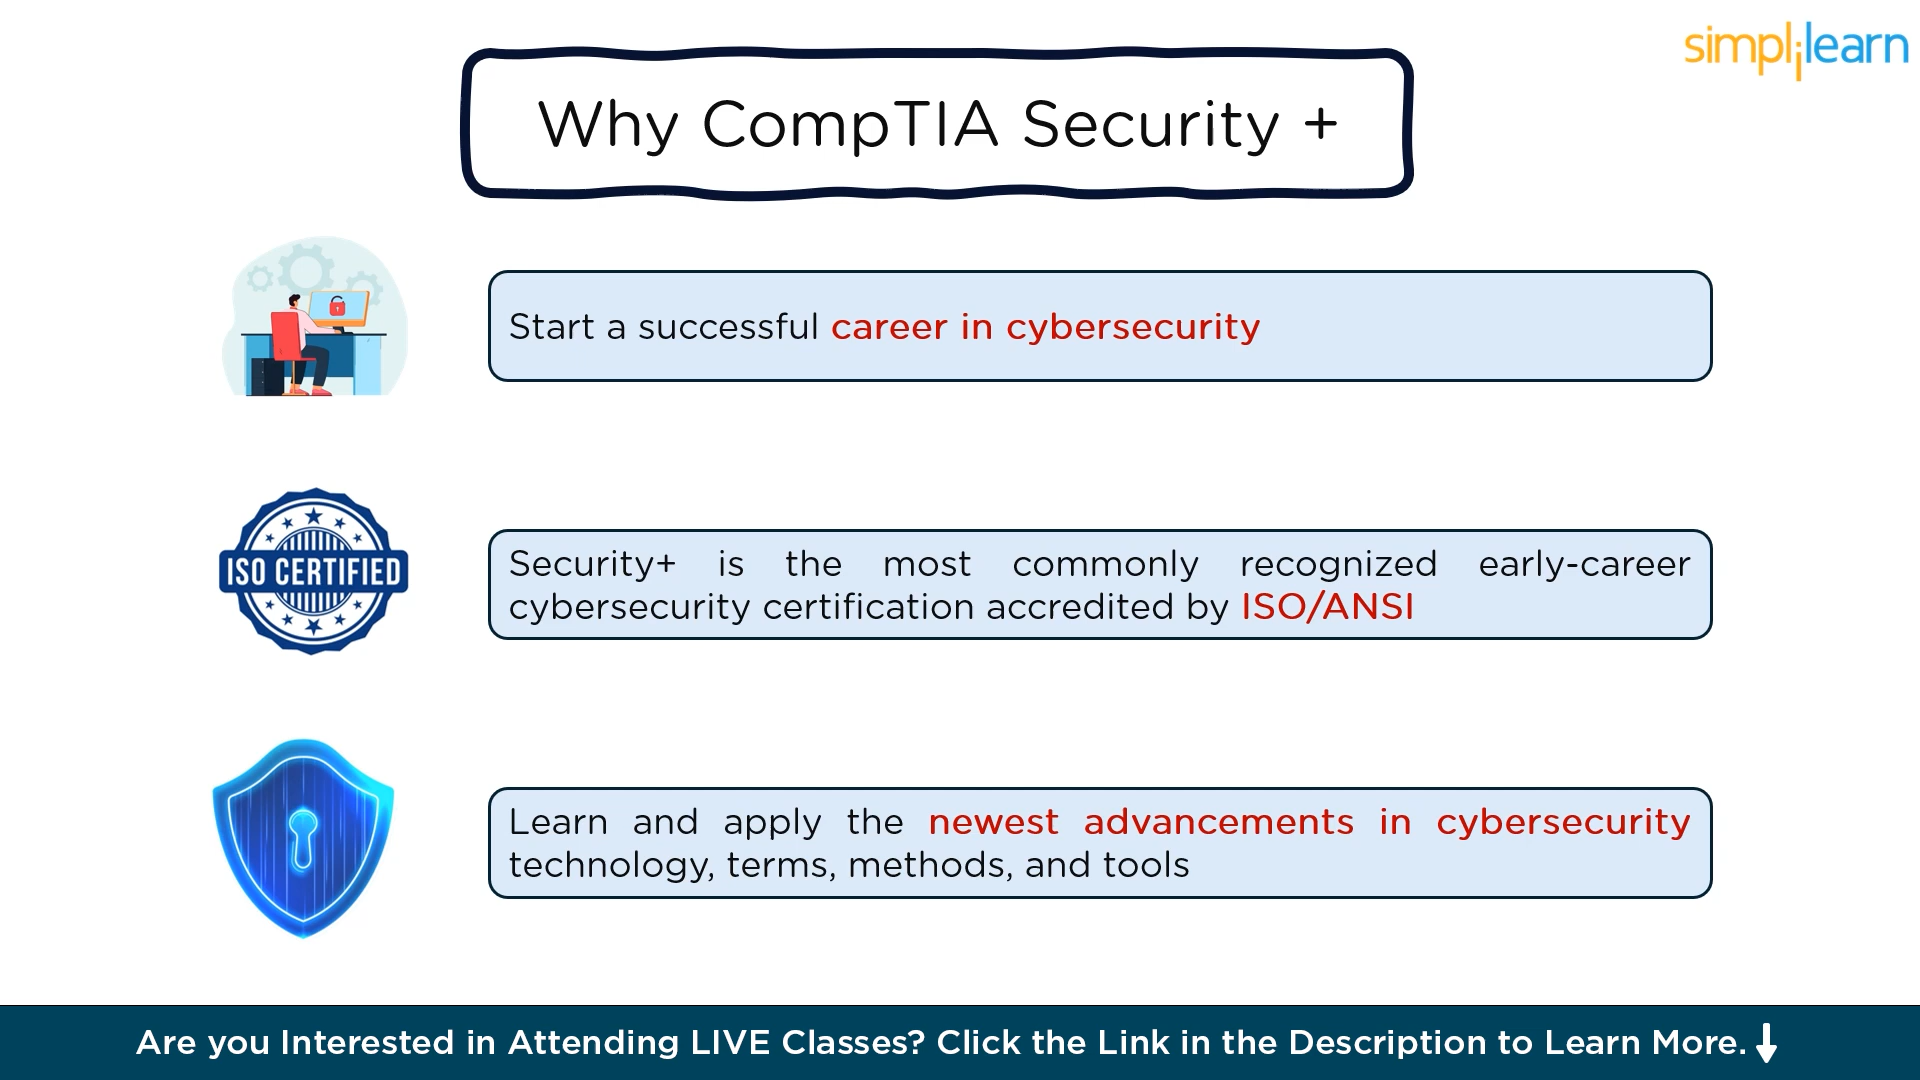 simplilearn
Why CompTIA Security +
Start a successful career in cybersecurity
ISO CERTIFIED
Security+ is the most commonly recognized early-career
cybersecurity certification accredited by ISO/ANSI
Learn and apply the newest advancements in cybersecurity
technology, terms, methods, and tools
Are you Interested in Attending LIVE Classes? Click the Link in the Description to Learn More.